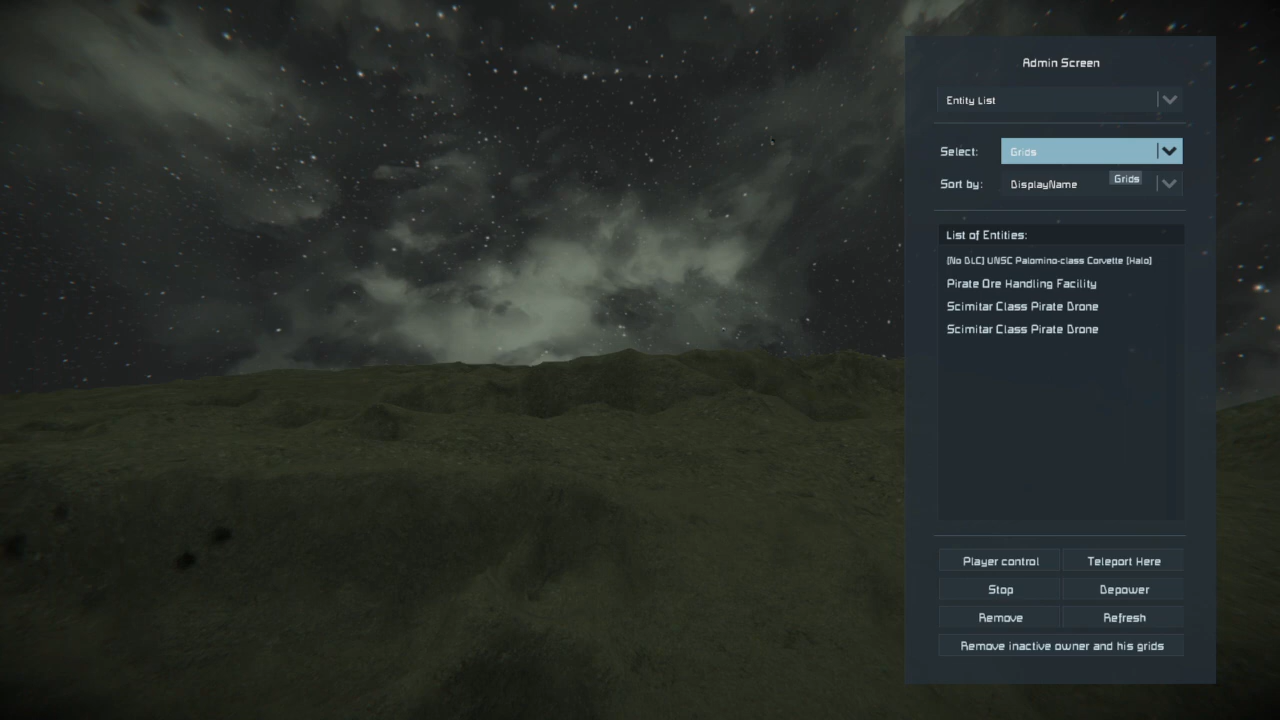 Admin Screen
Entity List
Select: Grids
Grids
Sort by: DisplayName
List of Entities:
[No DLC] UNSC Palomino-class Corvette [Halo]
Pirate Ore Handling Facility
Scimitar Class Pirate Drone
Scimitar Class Pirate Drone
Player control Teleport Here
Stop Depower
Remove Refresh
Remove inactive owner and his grids